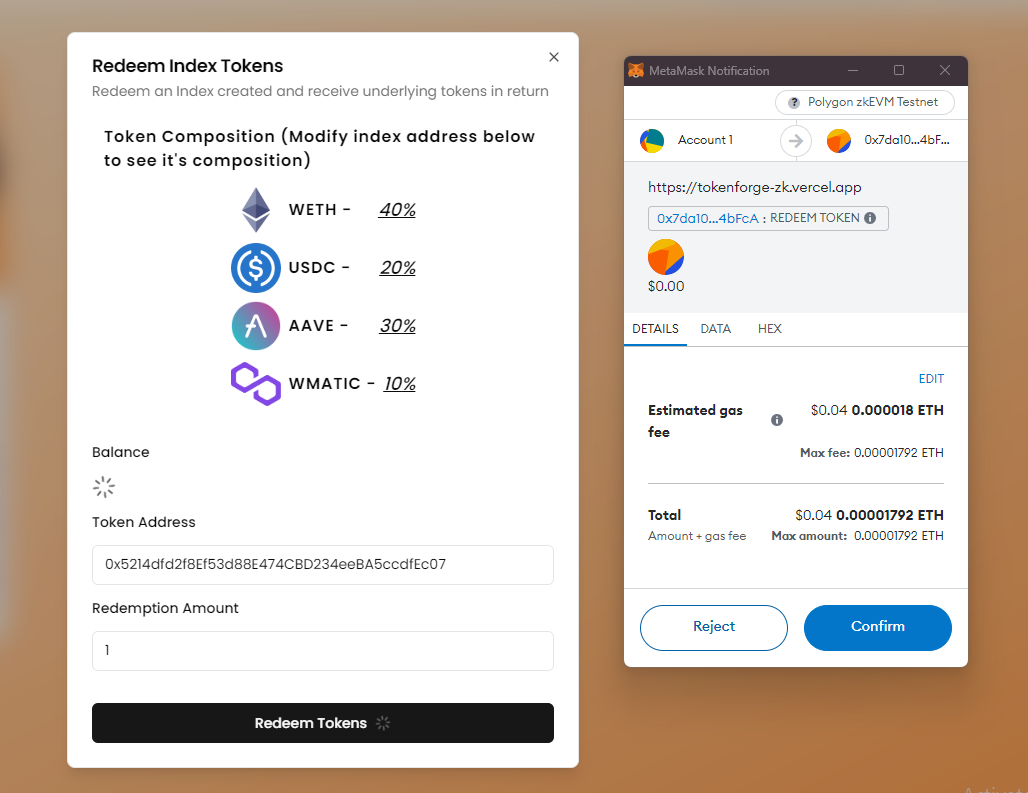 Redeem Index Tokens
Redeem an Index created and receive underlying tokens in return
Token Composition (Modify index address below
to see it's composition)
WETH - 40%
USDC - 20%
AAVE - 30%
WMATIC - 10%
Balance
Token Address
0x5214dfd2f8Ef53d88E474CBD234eeBA5ccdfEc07
Redemption Amount
1
Redeem Tokens
MetaMask Notification
Polygon zkEVM Testnet
Account 1
0x7da10...4bF...
https://tokenforge-zk.vercel.app
0x7da10...4bFcA : REDEEM TOKEN
$0.00
DETAILS DATA HEX
EDIT
Estimated gas
fee
$0.04 0.000018 ETH
Max fee: 0.00001792 ETH
Total $0.04 0.00001792 ETH
Amount + gas fee Max amount: 0.00001792 ETH
Reject Confirm